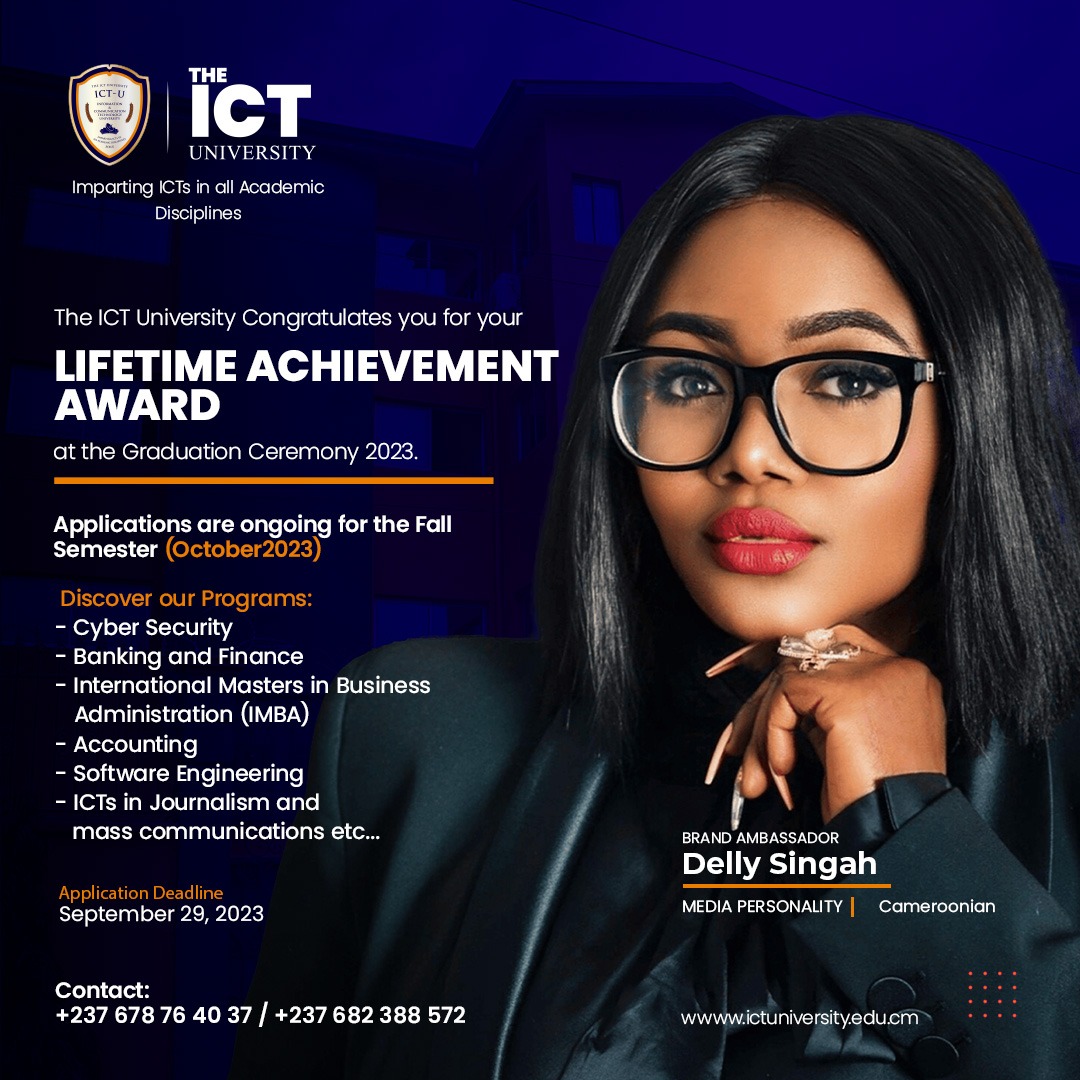 THE
ICT
UNIVERSITY
ICT-U
Imparting ICTs in all Academic
Disciplines
The ICT University Congratulates you for your
LIFETIME ACHIEVEMENT
AWARD
at the Graduation Ceremony 2023.
Applications are ongoing for the Fall
Semester (October2023)
Discover our Programs:
- Cyber Security
- Banking and Finance
- International Masters in Business
Administration (IMBA)
- Accounting
- Software Engineering
- ICTs in Journalism and
mass communications etc...
Application Deadline
September 29, 2023
Contact:
+237 678 76 40 37 / +237 682 388 572
BRAND AMBASSADOR
Delly Singah
MEDIA PERSONALITY | Cameroonian
www.ictuniversity.edu.cm